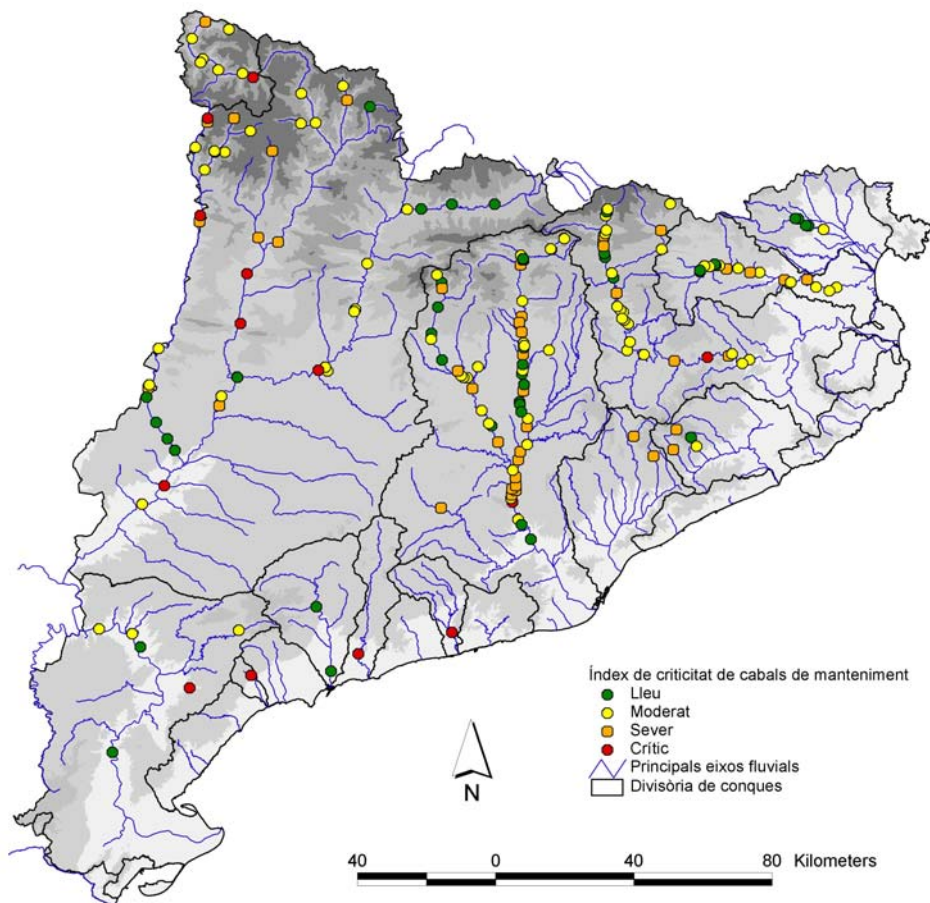 Índex de criticitat de cabals de manteniment
Lleu
Moderat
Sever
Crític
Principals eixos fluvials
Divisòria de conques
N
40 0 40 80 Kilometers